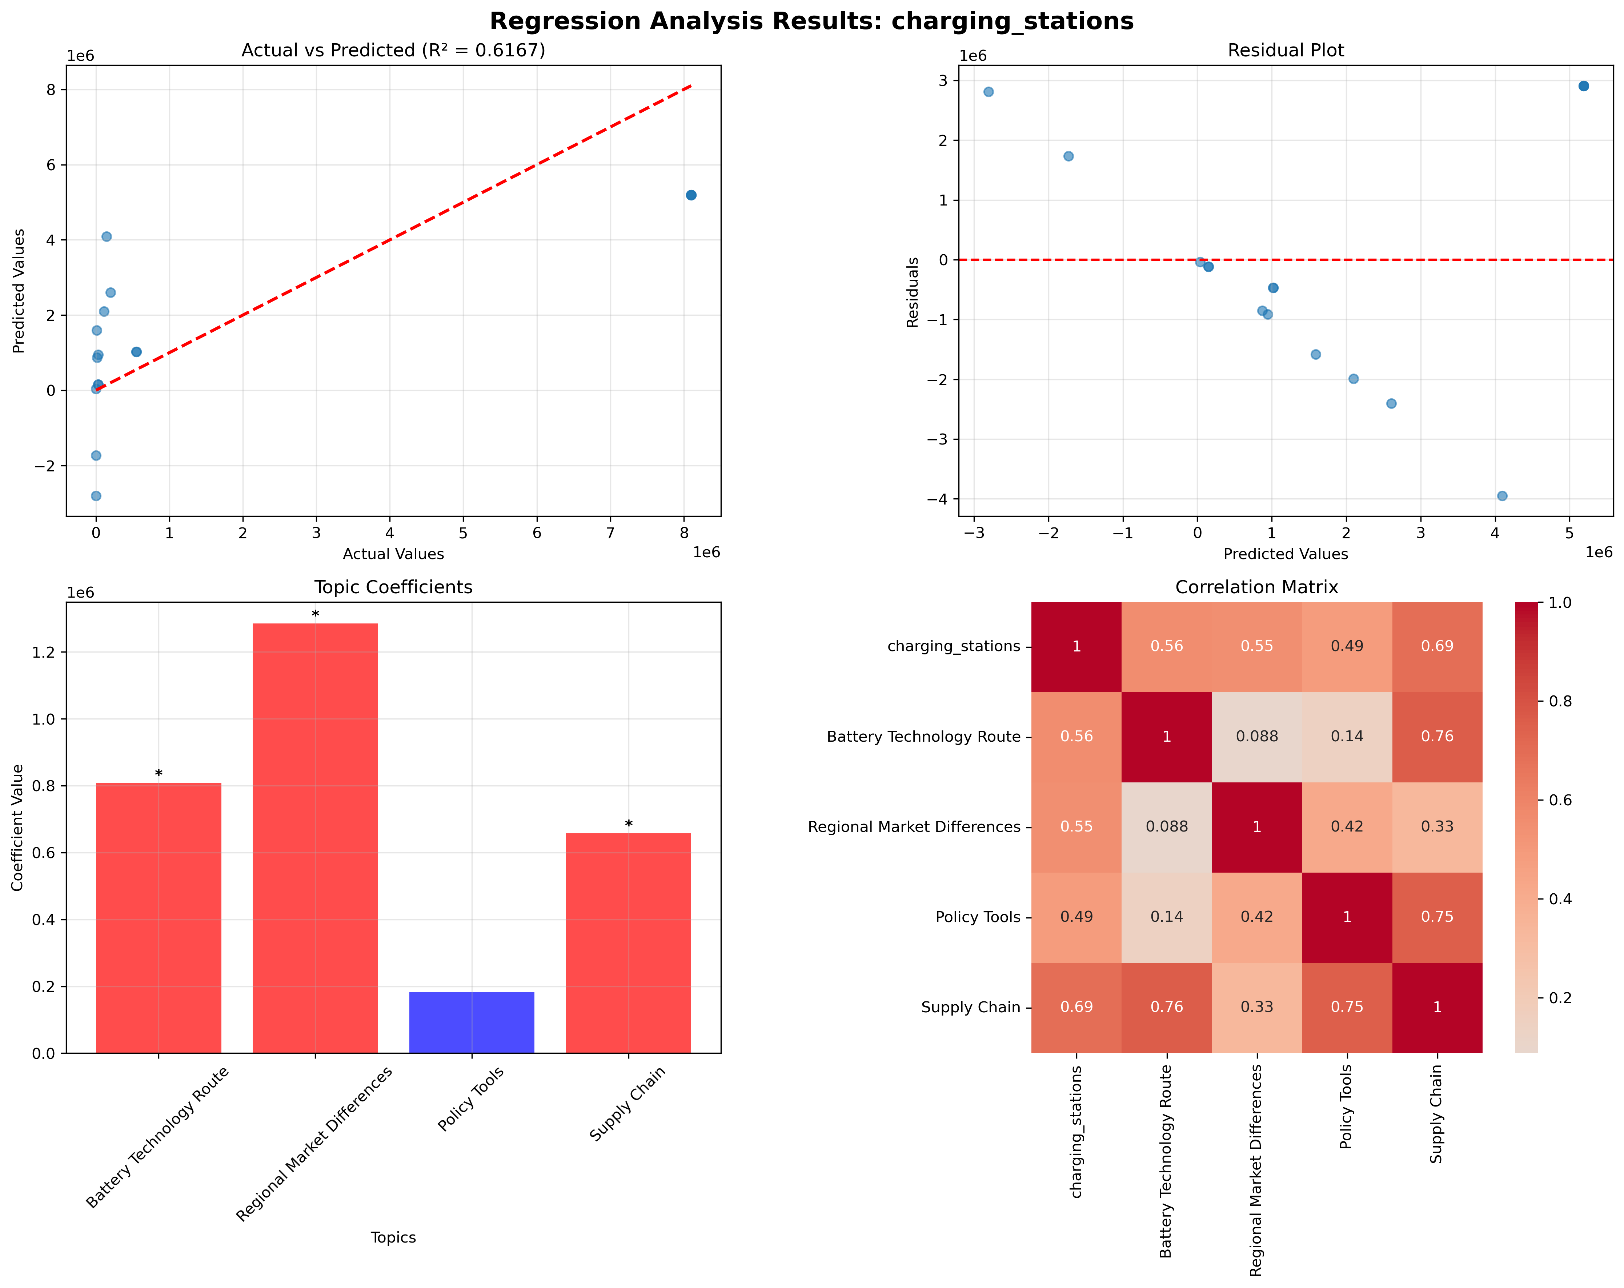 Regression Analysis Results: charging_stations
Actual vs Predicted (R² = 0.6167)
1e6
8
6
4
2
0
−2
Predicted Values
0
1
2
3
4
5
6
7
8
1e6
Actual Values
Residual Plot
1e6
3
2
1
0
−1
−2
−3
−4
Residuals
−3
−2
−1
0
1
2
3
4
5
1e6
Predicted Values
Topic Coefficients
1e6
1.2
1.0
0.8
0.6
0.4
0.2
0.0
Coefficient Value
*
*
*
Battery Technology Route
Regional Market Differences
Policy Tools
Supply Chain
Topics
Correlation Matrix
charging_stations
1 0.56 0.55 0.49 0.69
Battery Technology Route
0.56 1 0.088 0.14 0.76
Regional Market Differences
0.55 0.088 1 0.42 0.33
Policy Tools
0.49 0.14 0.42 1 0.75
Supply Chain
0.69 0.76 0.33 0.75 1
charging_stations
Battery Technology Route
Regional Market Differences
Policy Tools
Supply Chain
1.0
0.8
0.6
0.4
0.2